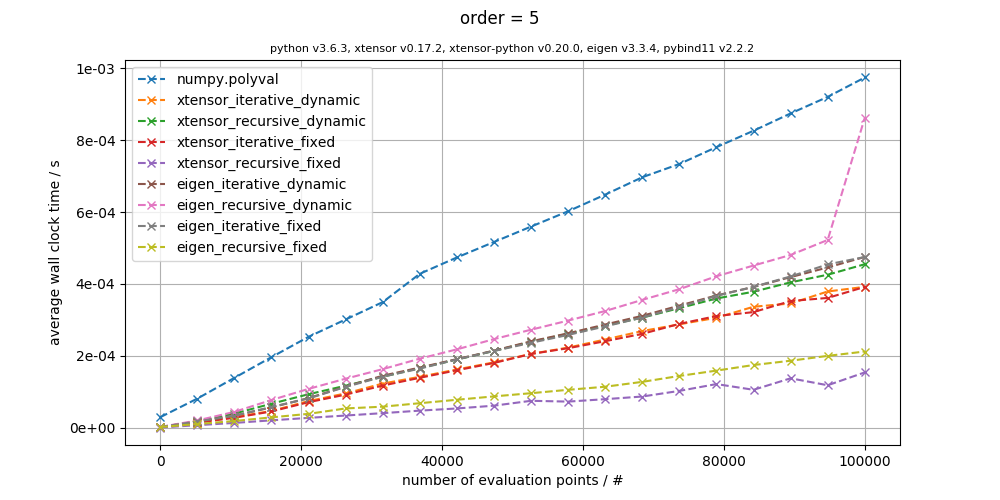 order = 5
python v3.6.3, xtensor v0.17.2, xtensor-python v0.20.0, eigen v3.3.4, pybind11 v2.2.2
1e-03
8e-04
6e-04
4e-04
2e-04
0e+00
average wall clock time / s
numpy.polyval
xtensor_iterative_dynamic
xtensor_recursive_dynamic
xtensor_iterative_fixed
xtensor_recursive_fixed
eigen_iterative_dynamic
eigen_recursive_dynamic
eigen_iterative_fixed
eigen_recursive_fixed
0 20000 40000 60000 80000 100000
number of evaluation points / #